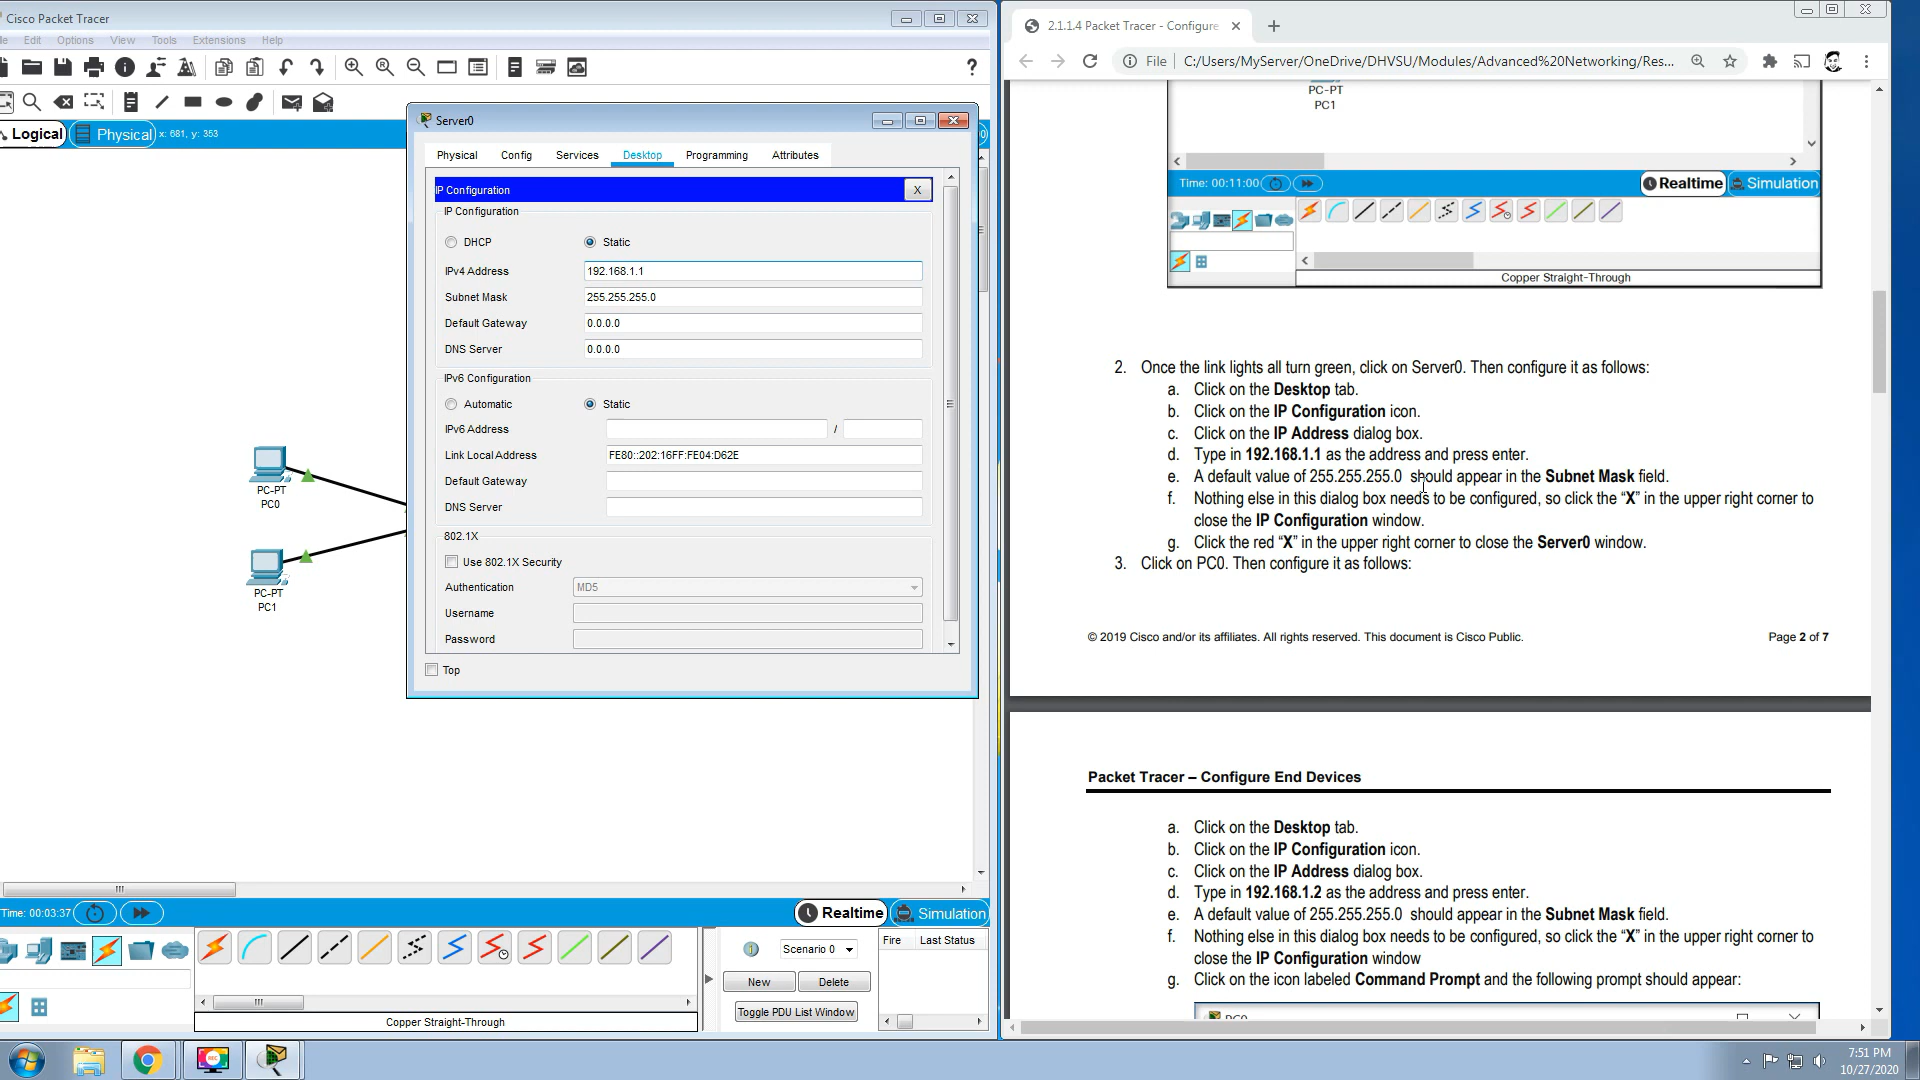 Cisco Packet Tracer
Edit Options View Tools Extensions Help
?
Logical Physical x: 681, y: 353
Server0
Physical Config Services Desktop Programming Attributes
IP Configuration X
IP Configuration
DHCP Static
IPv4 Address 192.168.1.1
Subnet Mask 255.255.255.0
Default Gateway 0.0.0.0
DNS Server 0.0.0.0
IPv6 Configuration
Automatic Static
IPv6 Address /
Link Local Address FE80::202:16FF:FE04:D62E
Default Gateway
DNS Server
802.1X
Use 802.1X Security
Authentication MD5
Username
Password
Top
PC-PT
PC0
PC-PT
PC1
Time: 00:03:37
Realtime Simulation
Scenario 0
Fire Last Status
New Delete
Toggle PDU List Window
Copper Straight-Through
2.1.1.4 Packet Tracer - Configure
File C:/Users/MyServer/OneDrive/DHVSU/Modules/Advanced%20Networking/Res...
PC-PT
PC1
Time: 00:11:00 Realtime Simulation
Copper Straight-Through
2. Once the link lights all turn green, click on Server0. Then configure it as follows:
a. Click on the Desktop tab.
b. Click on the IP Configuration icon.
c. Click on the IP Address dialog box.
d. Type in 192.168.1.1 as the address and press enter.
e. A default value of 255.255.255.0 should appear in the Subnet Mask field.
f. Nothing else in this dialog box needs to be configured, so click the “X” in the upper right corner to
close the IP Configuration window.
g. Click the red “X” in the upper right corner to close the Server0 window.
3. Click on PC0. Then configure it as follows:
© 2019 Cisco and/or its affiliates. All rights reserved. This document is Cisco Public. Page 2 of 7
Packet Tracer – Configure End Devices
a. Click on the Desktop tab.
b. Click on the IP Configuration icon.
c. Click on the IP Address dialog box.
d. Type in 192.168.1.2 as the address and press enter.
e. A default value of 255.255.255.0 should appear in the Subnet Mask field.
f. Nothing else in this dialog box needs to be configured, so click the “X” in the upper right corner to
close the IP Configuration window
g. Click on the icon labeled Command Prompt and the following prompt should appear:
PC0
7:51 PM
10/27/2020